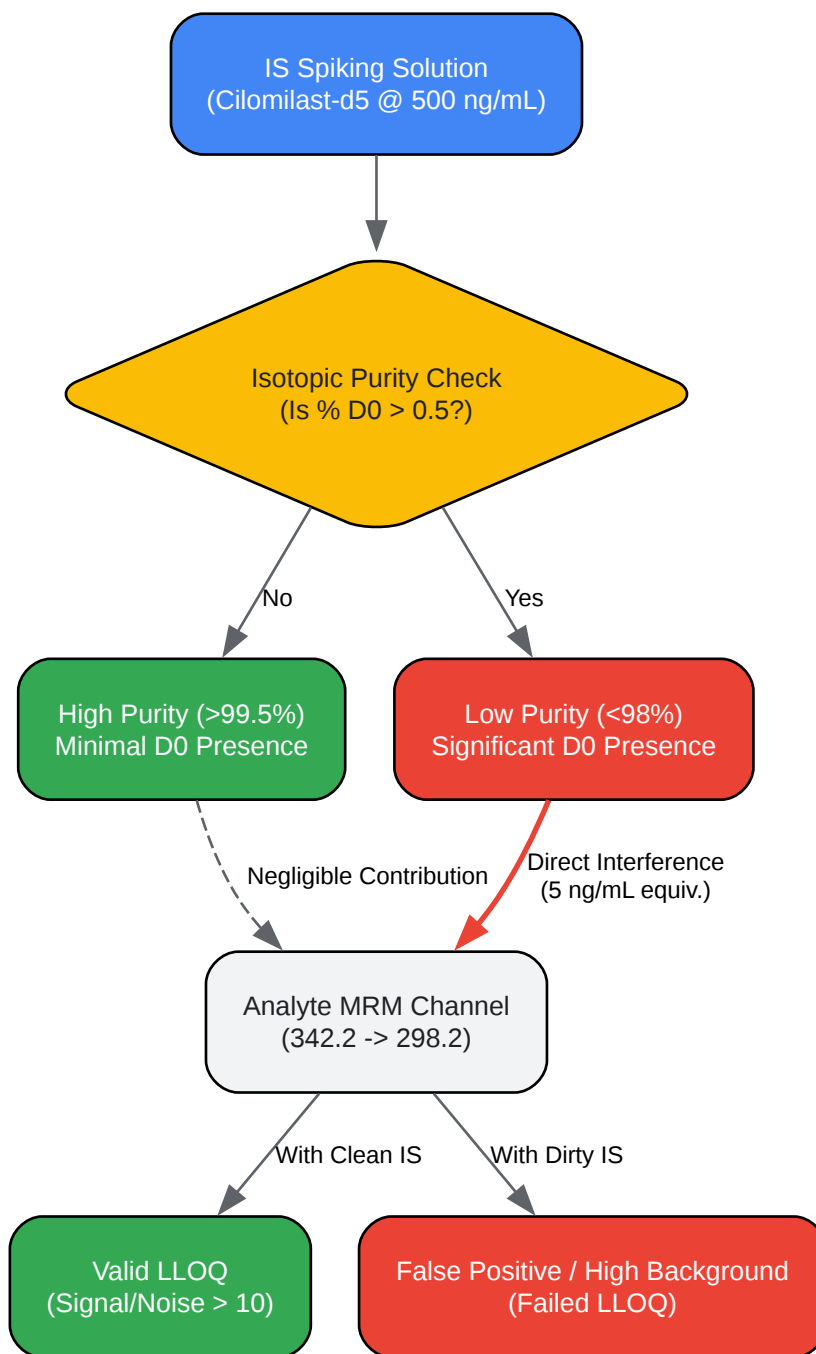 IS Spiking Solution
(Cilomilast-d5 @ 500 ng/mL)
Isotopic Purity Check
(Is % D0 > 0.5?)
No
Yes
High Purity (>99.5%)
Minimal D0 Presence
Low Purity (<98%)
Significant D0 Presence
Negligible Contribution
Direct Interference
(5 ng/mL equiv.)
Analyte MRM Channel
(342.2 -> 298.2)
With Clean IS
With Dirty IS
Valid LLOQ
(Signal/Noise > 10)
False Positive / High Background
(Failed LLOQ)